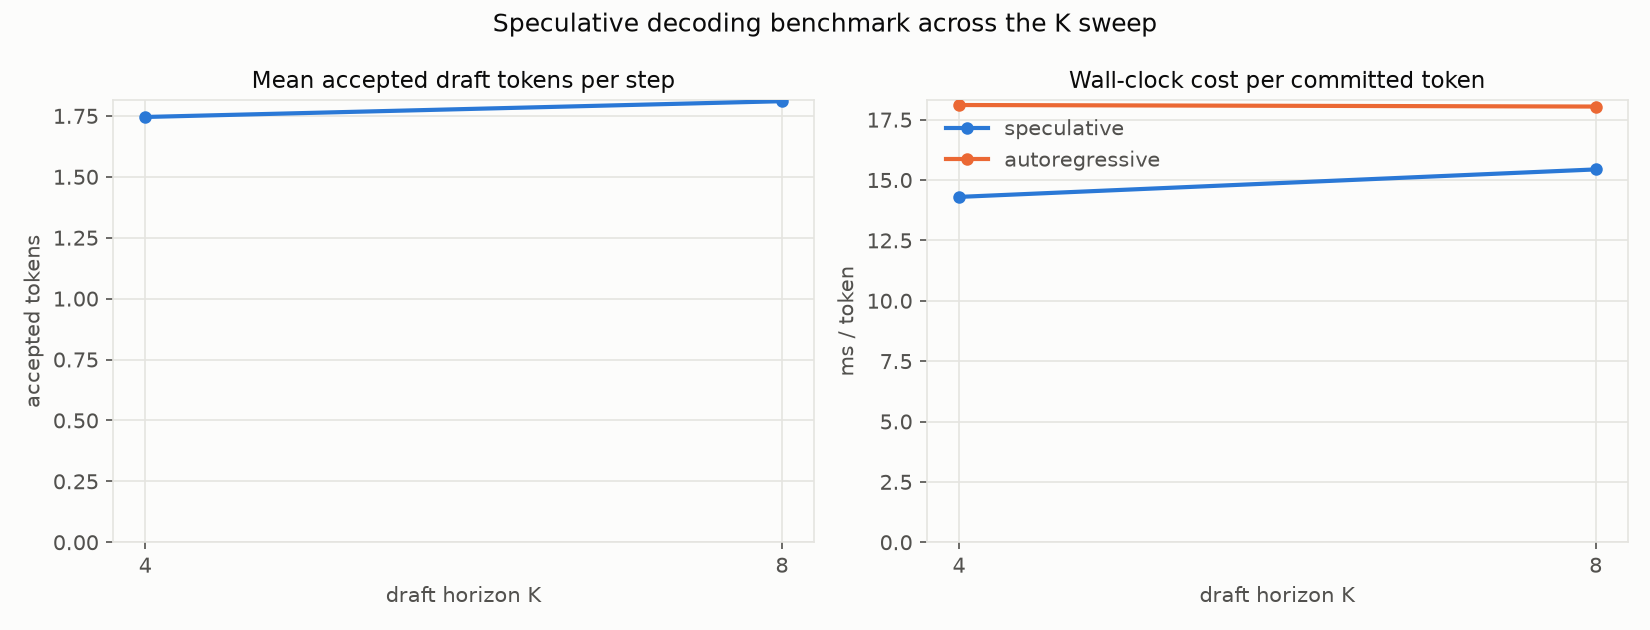 Speculative decoding benchmark across the K sweep
Mean accepted draft tokens per step
accepted tokens
1.75
1.50
1.25
1.00
0.75
0.50
0.25
0.00
4
8
draft horizon K
Wall-clock cost per committed token
ms / token
17.5
15.0
12.5
10.0
7.5
5.0
2.5
0.0
speculative
autoregressive
4
8
draft horizon K